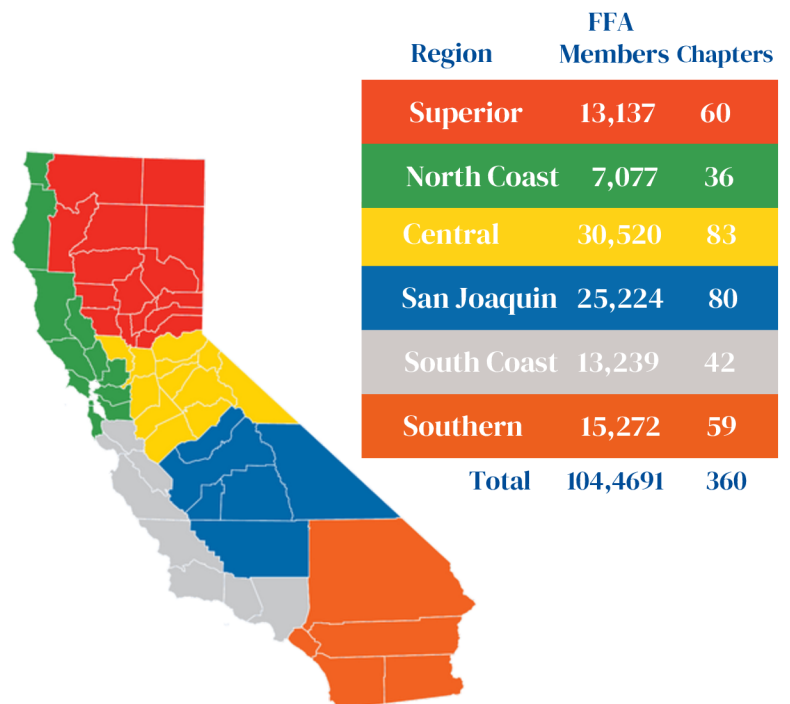 FFA
Region Members Chapters
Superior 13,137 60
North Coast 7,077 36
Central 30,520 83
San Joaquin 25,224 80
South Coast 13,239 42
Southern 15,272 59
Total 104,4691 360